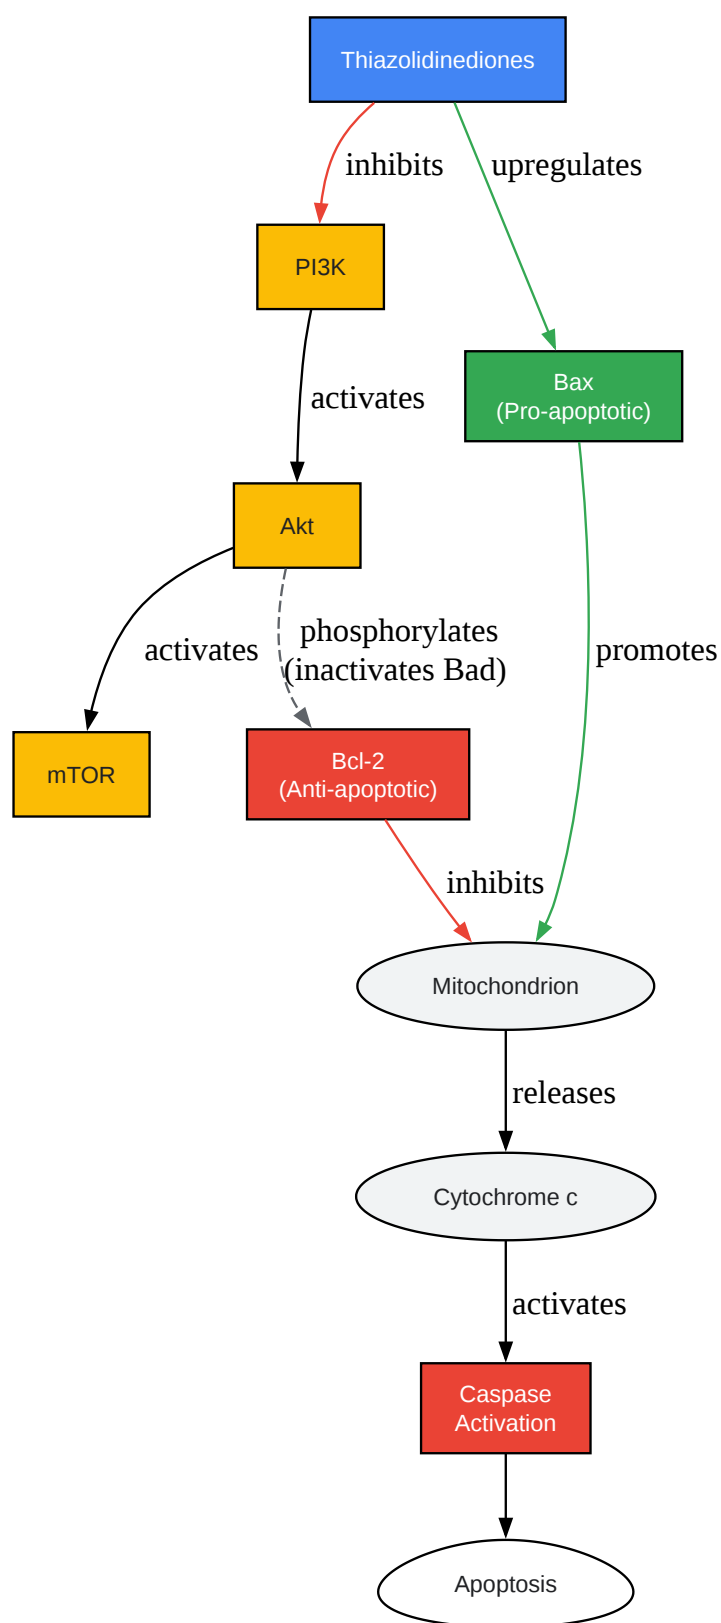 Thiazolidinediones
inhibits
upregulates
PI3K
Bax
(Pro-apoptotic)
activates
Akt
activates
phosphorylates
(inactivates Bad)
promotes
mTOR
Bcl-2
(Anti-apoptotic)
inhibits
Mitochondrion
releases
Cytochrome c
activates
Caspase
Activation
Apoptosis